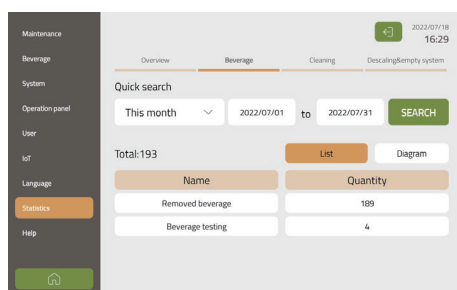 Maintenance
Beverage
System
Operation panel
User
IoT
Language
Statistics
Help
2022/07/18
16:29
Overview Beverage Cleaning Descaling&empty system
Quick search
This month 2022/07/01 to 2022/07/31 SEARCH
Total:193 List Diagram
Name Quantity
Removed beverage 189
Beverage testing 4